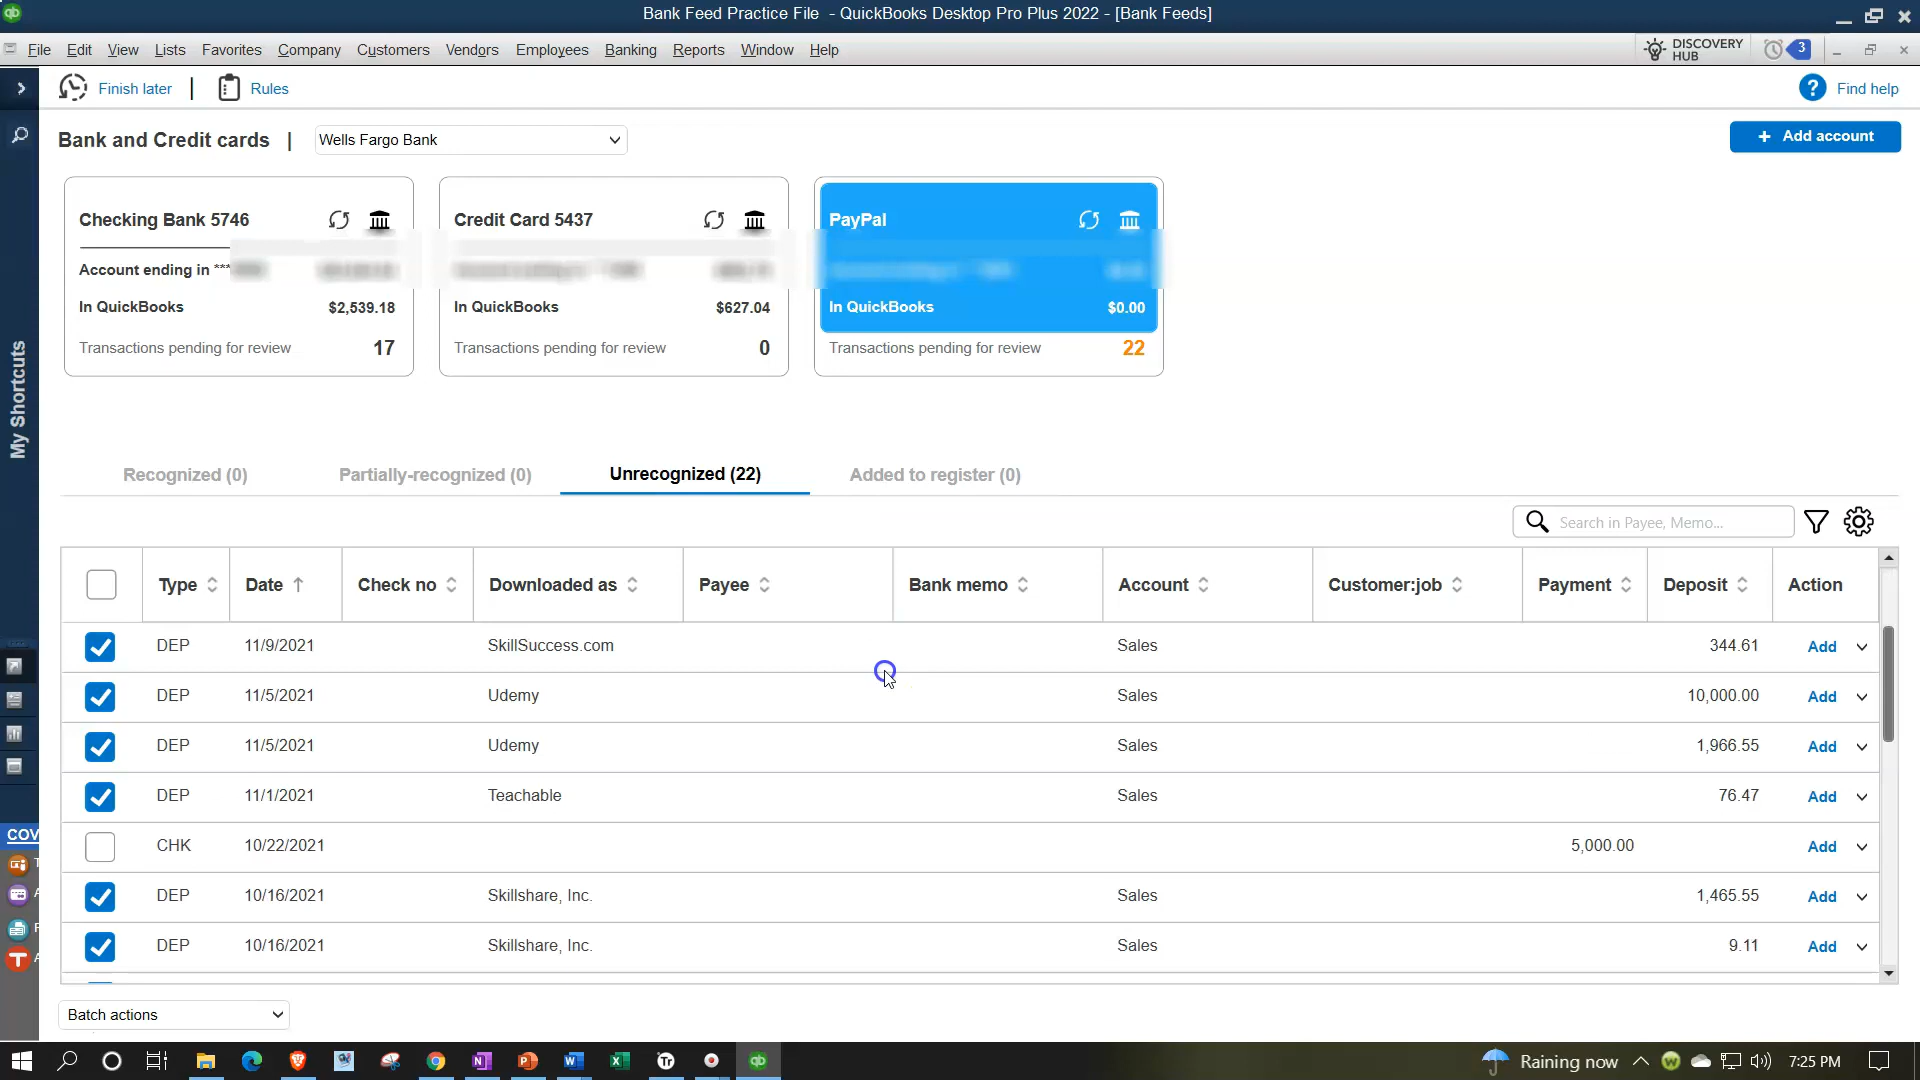 Bank Feed Practice File - QuickBooks Desktop Pro Plus 2022 - [Bank Feeds]
File Edit View Lists Favorites Company Customers Vendors Employees Banking Reports Window Help
DISCOVERY HUB 3
Finish later | Rules
? Find help
Bank and Credit cards | Wells Fargo Bank
+ Add account
Checking Bank 5746
Account ending in ***
In QuickBooks $2,539.18
Transactions pending for review 17
Credit Card 5437
In QuickBooks $627.04
Transactions pending for review 0
PayPal
In QuickBooks $0.00
Transactions pending for review 22
My Shortcuts
COV
Recognized (0) Partially-recognized (0) Unrecognized (22) Added to register (0)
Search in Payee, Memo...
Type Date Check no Downloaded as Payee Bank memo Account Customer:job Payment Deposit Action
DEP 11/9/2021 SkillSuccess.com Sales 344.61 Add
DEP 11/5/2021 Udemy Sales 10,000.00 Add
DEP 11/5/2021 Udemy Sales 1,966.55 Add
DEP 11/1/2021 Teachable Sales 76.47 Add
CHK 10/22/2021 5,000.00 Add
DEP 10/16/2021 Skillshare, Inc. Sales 1,465.55 Add
DEP 10/16/2021 Skillshare, Inc. Sales 9.11 Add
Batch actions
Raining now 7:25 PM